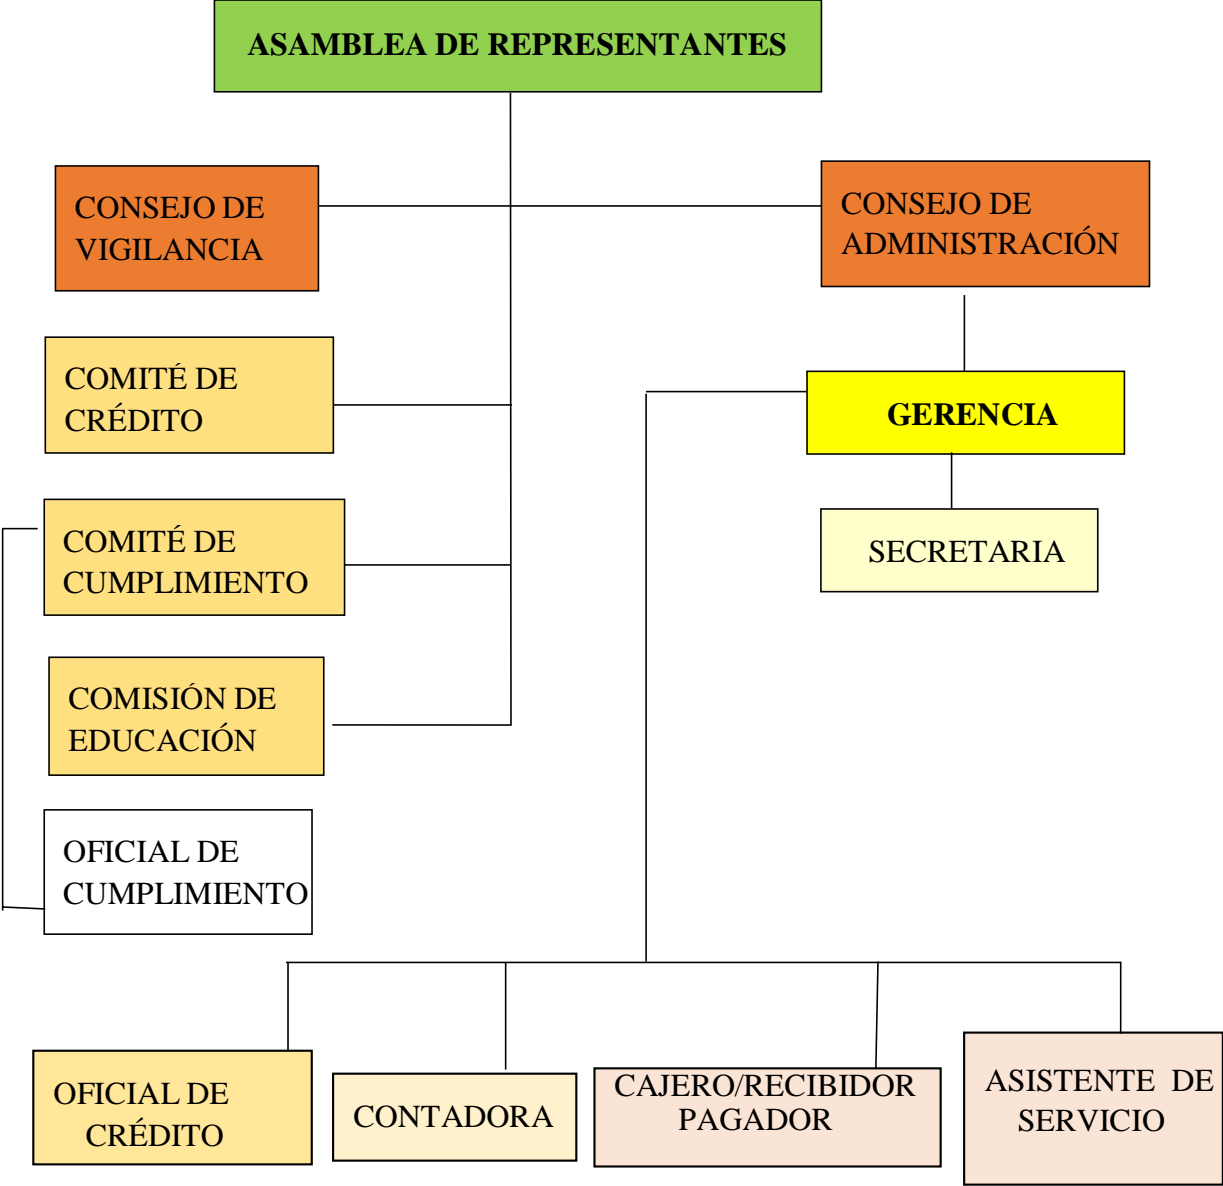 ASAMBLEA DE REPRESENTANTES
CONSEJO DE
VIGILANCIA
CONSEJO DE
ADMINISTRACIÓN
COMITÉ DE
CRÉDITO
GERENCIA
COMITÉ DE
CUMPLIMIENTO
SECRETARIA
COMISIÓN DE
EDUCACIÓN
OFICIAL DE
CUMPLIMIENTO
OFICIAL DE
CRÉDITO
CONTADORA
CAJERO/RECIBIDOR
PAGADOR
ASISTENTE DE
SERVICIO